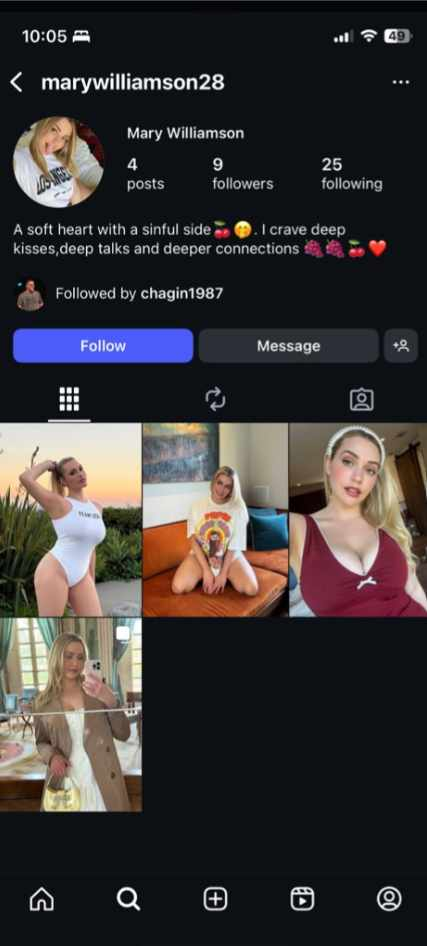 10:05
49
marywilliamson28
Mary Williamson
4
9
25
posts
followers
following
A soft heart with a sinful side🍒🤭. I crave deep
kisses,deep talks and deeper connections 🍇🍇🍒❤️
Followed by chagin1987
Follow
Message